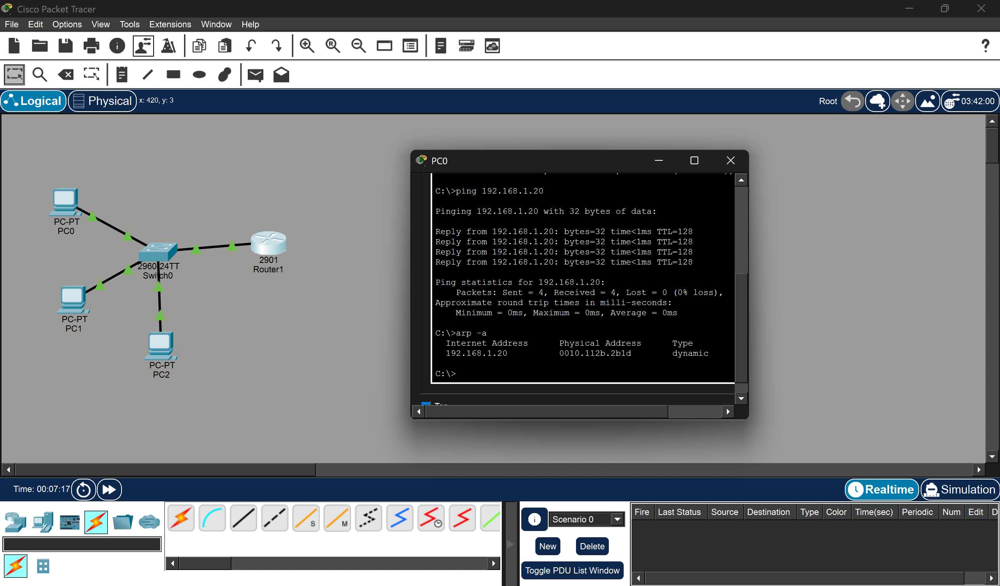 Cisco Packet Tracer
File Edit Options View Tools Extensions Window Help
Logical Physical x: 420, y: 3 Root 03:42:00
PC-PT
PC0
2960-24TT
Switch0
2901
Router1
PC-PT
PC1
PC-PT
PC2
PC0
C:\>ping 192.168.1.20
Pinging 192.168.1.20 with 32 bytes of data:
Reply from 192.168.1.20: bytes=32 time<1ms TTL=128
Reply from 192.168.1.20: bytes=32 time<1ms TTL=128
Reply from 192.168.1.20: bytes=32 time<1ms TTL=128
Reply from 192.168.1.20: bytes=32 time<1ms TTL=128
Ping statistics for 192.168.1.20:
Packets: Sent = 4, Received = 4, Lost = 0 (0% loss),
Approximate round trip times in milli-seconds:
Minimum = 0ms, Maximum = 0ms, Average = 0ms
C:\>arp -a
Internet Address Physical Address Type
192.168.1.20 0010.112b.2b1d dynamic
C:\>
Time: 00:07:17 Realtime Simulation
S M
Scenario 0
New Delete
Toggle PDU List Window
Fire Last Status Source Destination Type Color Time(sec) Periodic Num Edit D